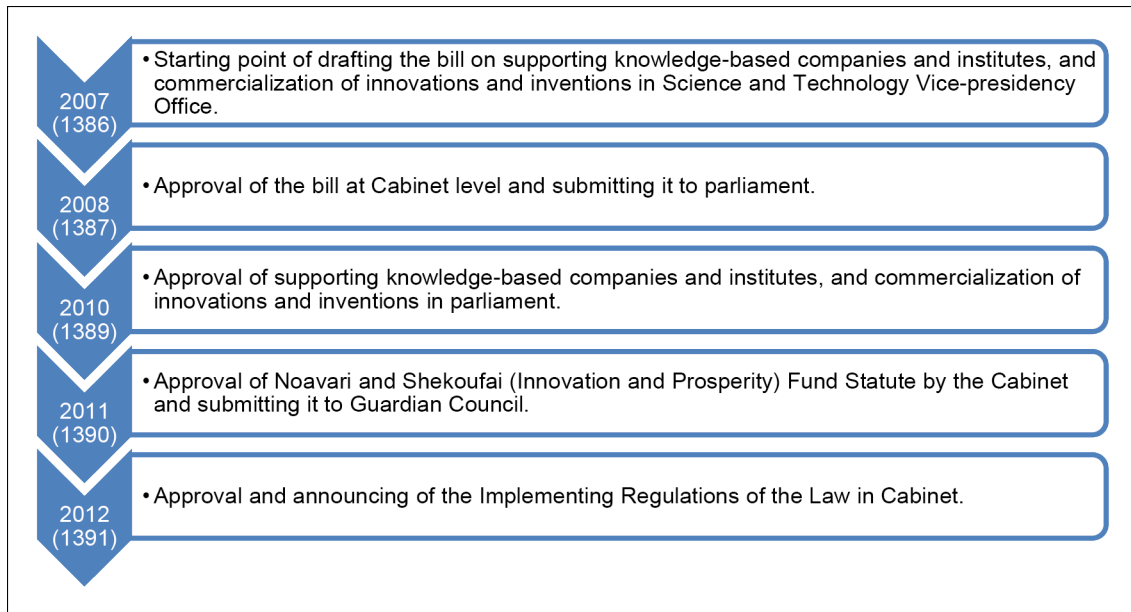 2007
(1386)
•Starting point of drafting the bill on supporting knowledge-based companies and institutes, and
commercialization of innovations and inventions in Science and Technology Vice-presidency
Office.
2008
(1387)
•Approval of the bill at Cabinet level and submitting it to parliament.
2010
(1389)
•Approval of supporting knowledge-based companies and institutes, and commercialization of
innovations and inventions in parliament.
2011
(1390)
•Approval of Noavari and Shekoufai (Innovation and Prosperity) Fund Statute by the Cabinet
and submitting it to Guardian Council.
2012
(1391)
•Approval and announcing of the Implementing Regulations of the Law in Cabinet.